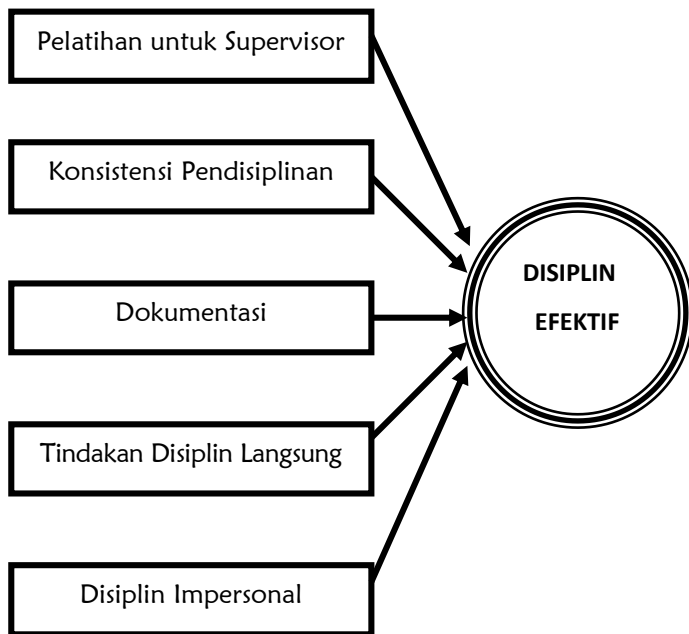 Pelatihan untuk Supervisor
Konsistensi Pendisiplinan
Dokumentasi
Tindakan Disiplin Langsung
Disiplin Impersonal
DISIPLIN
EFEKTIF